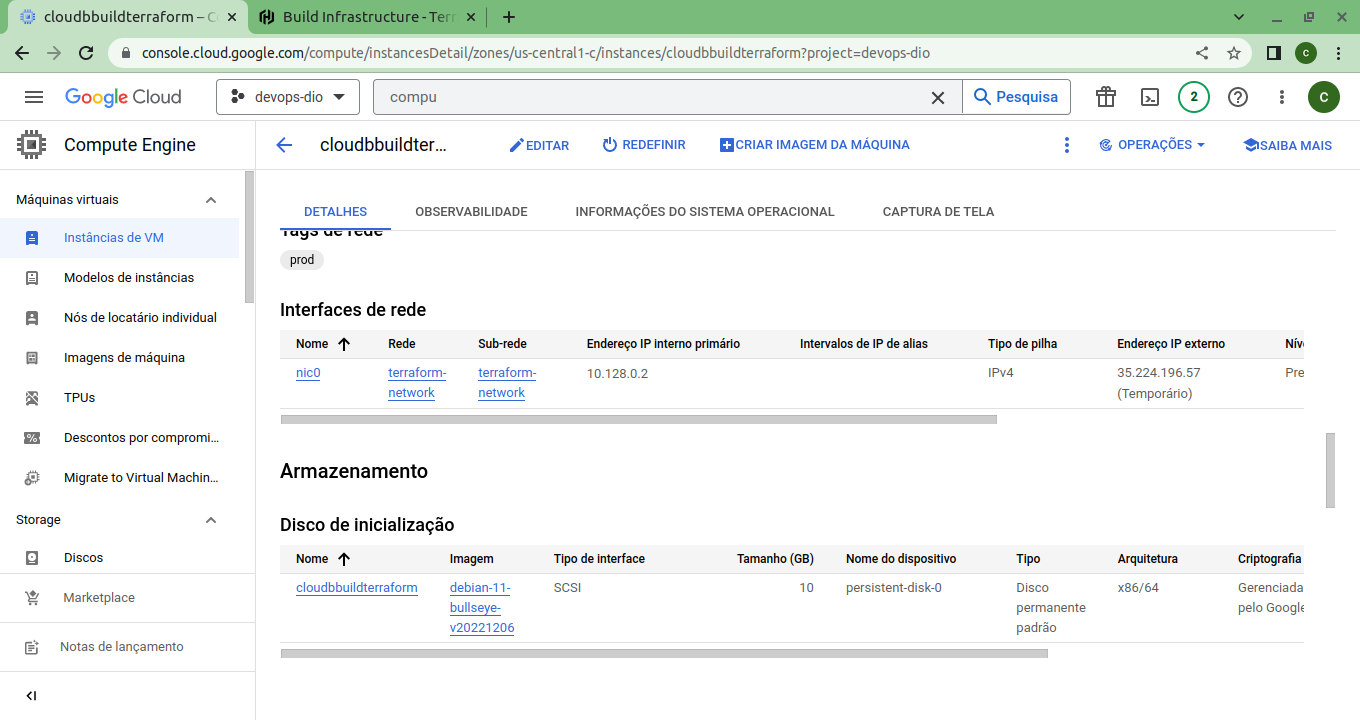 cloudbbuildterraform – C
Build Infrastructure - Terr
console.cloud.google.com/compute/instancesDetail/zones/us-central1-c/instances/cloudbbuildterraform?project=devops-dio
C
Google Cloud
devops-dio
compu
Pesquisa
2
C
Compute Engine
cloudbbuildter...
EDITAR
REDEFINIR
CRIAR IMAGEM DA MÁQUINA
OPERAÇÕES
SAIBA MAIS
Máquinas virtuais
Instâncias de VM
Modelos de instâncias
Nós de locatário individual
Imagens de máquina
TPUs
Descontos por compromi...
Migrate to Virtual Machin...
Storage
Discos
Marketplace
Notas de lançamento
DETALHES
OBSERVABILIDADE
INFORMAÇÕES DO SISTEMA OPERACIONAL
CAPTURA DE TELA
Tags de rede
prod
Interfaces de rede
Nome Rede Sub-rede Endereço IP interno primário Intervalos de IP de alias Tipo de pilha Endereço IP externo Nív
nic0 terraform- terraform- 10.128.0.2 IPv4 35.224.196.57 Pre
network network (Temporário)
Armazenamento
Disco de inicialização
Nome Imagem Tipo de interface Tamanho (GB) Nome do dispositivo Tipo Arquitetura Criptografia
cloudbbuildterraform debian-11- SCSI 10 persistent-disk-0 Disco x86/64 Gerenciada
bullseye- permanente pelo Google
v20221206 padrão